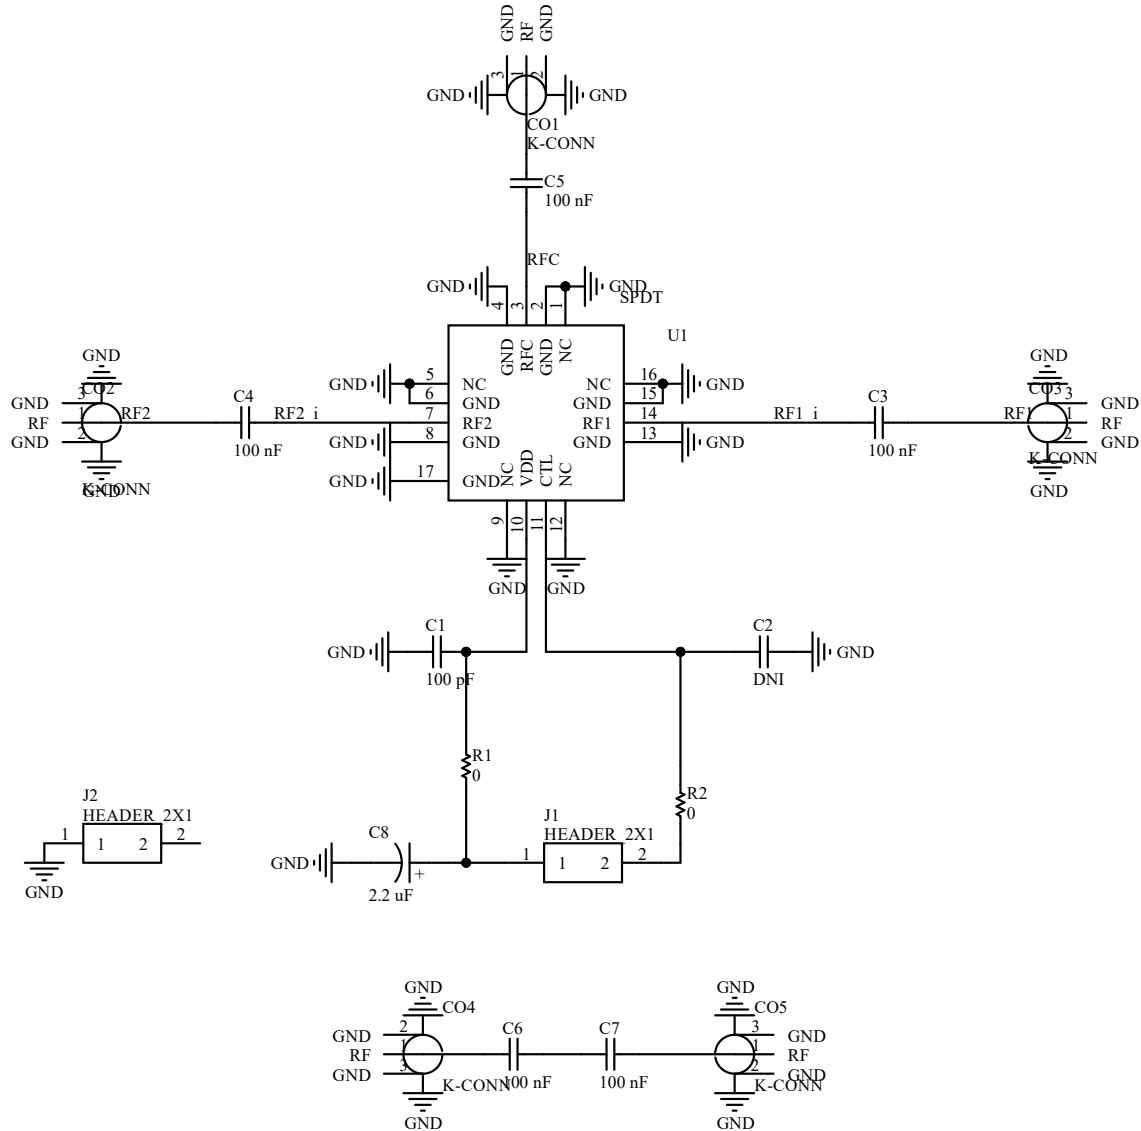 GND
RF
GND
3
1
2
GND
GND
CO1
K-CONN
C5
100 nF
RFC
GND
GND
SPDT
4
3
2
1
U1
GND
RFC
GND
NC
GND
CO2
3
GND
1
RF
2
GND
RF2
K-CONN
GND
C4
100 nF
RF2_i
GND
5
NC
6
GND
7
RF2
GND
8
GND
17
GND
16
NC
GND
15
GND
14
RF1
13
GND
GND
RF1_i
C3
100 nF
GND
CO3
3
GND
RF1
1
RF
2
GND
K-CONN
GND
NC
VDD
CTL
NC
9
10
11
12
GND
GND
C1
GND
100 pF
C2
GND
DNI
R1
0
R2
0
J2
HEADER_2X1
1
1
2
2
GND
C8
GND
+
2.2 uF
J1
HEADER_2X1
1
1
2
2
GND
CO4
2
GND
1
RF
3
GND
K-CONN
GND
C6
100 nF
C7
100 nF
GND
CO5
3
GND
1
RF
2
GND
K-CONN
GND